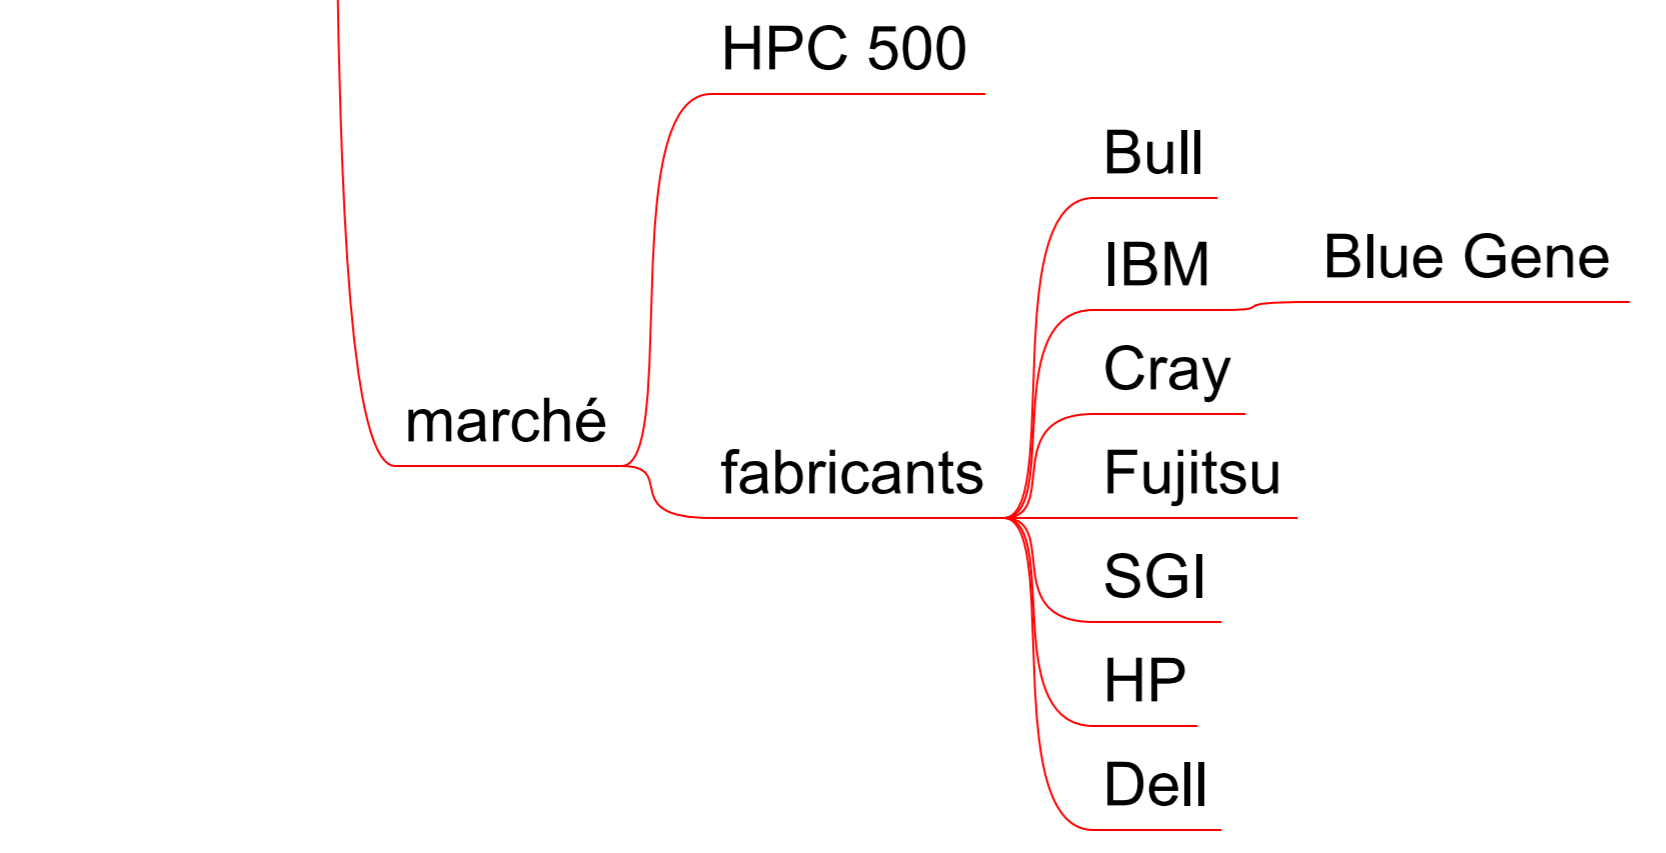 HPC 500
marché
fabricants
Bull
IBM
Blue Gene
Cray
Fujitsu
SGI
HP
Dell